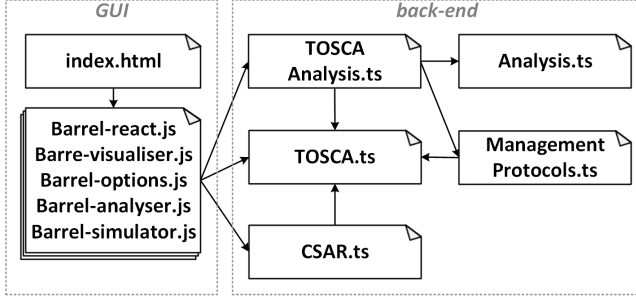 GUI
index.html
Barrel-react.js
Barre-visualiser.js
Barrel-options.js
Barrel-analyser.js
Barrel-simulator.js
back-end
TOSCA
Analysis.ts
Analysis.ts
TOSCA.ts
Management
Protocols.ts
CSAR.ts